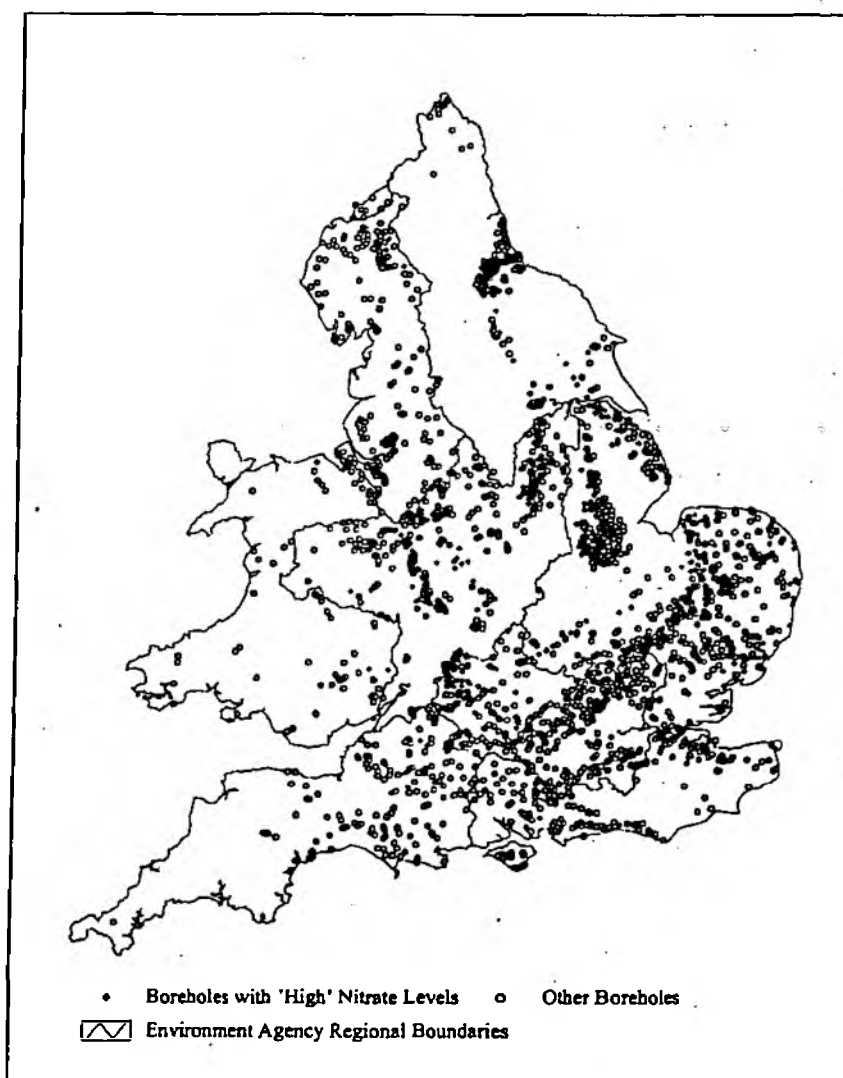 Boreholes with 'High' Nitrate Levels Other Boreholes
Environment Agency Regional Boundaries